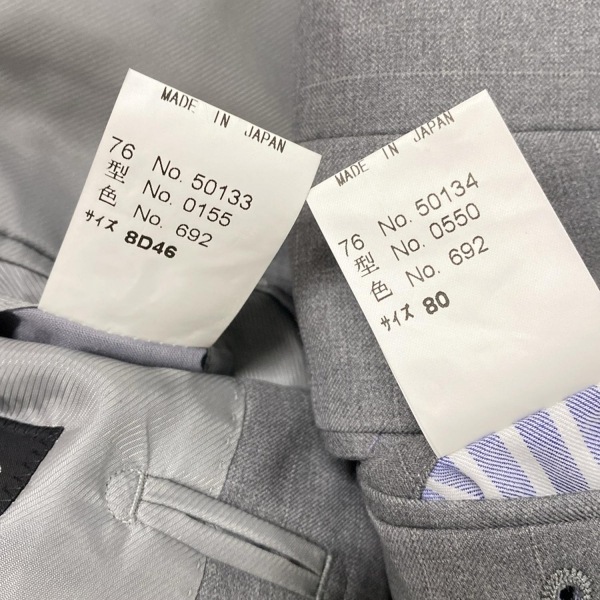 MADE IN JAPAN
76 No. 50133
型 No. 0155
色 No. 692
サイズ 8D46
MADE IN JAPAN
76 No. 50134
型 No. 0550
色 No. 692
サイズ 80